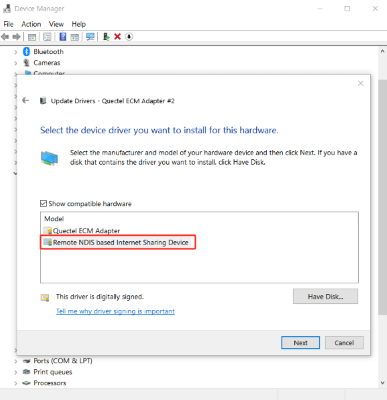 Device Manager
File Action View Help
Bluetooth
Cameras
Computer
Update Drivers - Quectel ECM Adapter #2
Select the device driver you want to install for this hardware.
Select the manufacturer and model of your hardware device and then click Next. If you have a
disk that contains the driver you want to install, click Have Disk.
Show compatible hardware
Model
Quectel ECM Adapter
Remote NDIS based Internet Sharing Device
This driver is digitally signed.
Have Disk...
Tell me why driver signing is important
Next
Cancel
Ports (COM & LPT)
Print queues
Processors